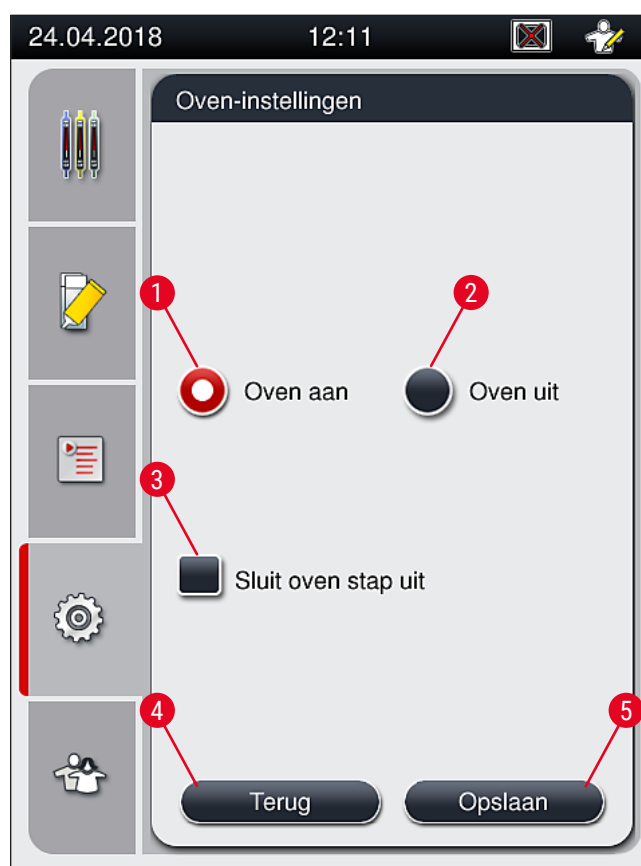 24.04.2018 12:11
Oven-instellingen
1 2
Oven aan Oven uit
3
Sluit oven stap uit
4 5
Terug Opslaan